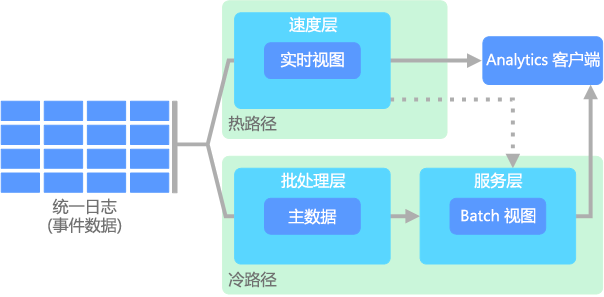 速度层
实时视图
热路径
Analytics 客户端
统一日志
(事件数据)
批处理层
主数据
服务层
Batch 视图
冷路径